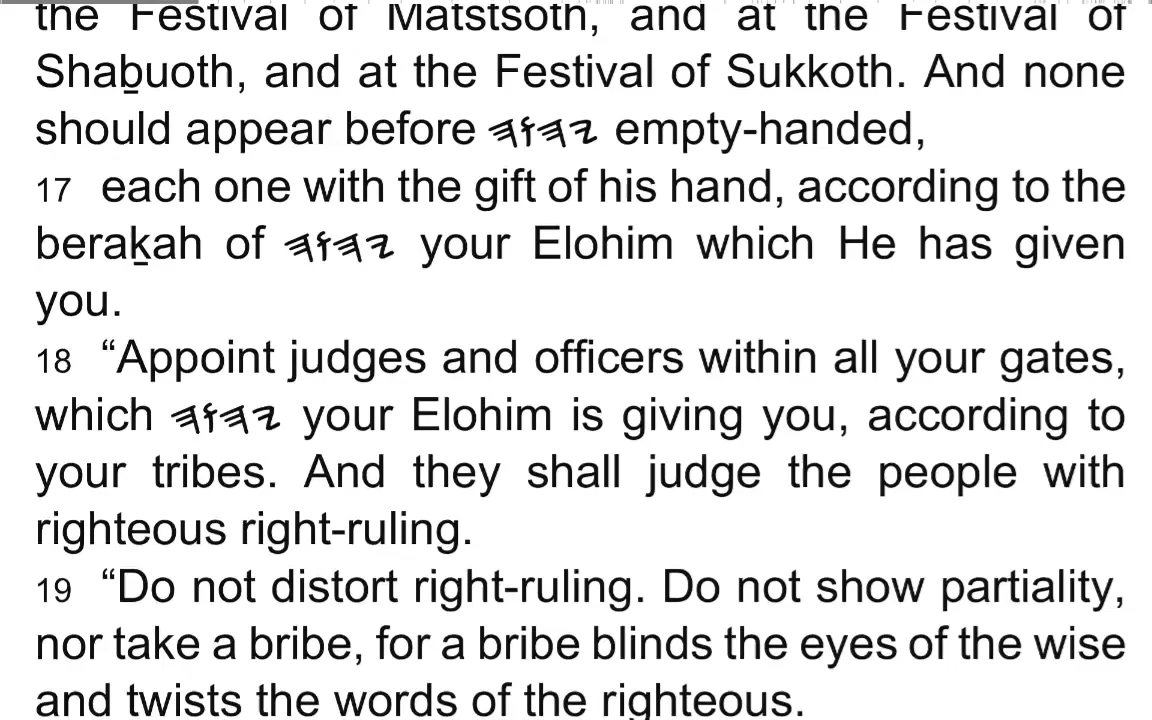 the Festival of Matstsoth, and at the Festival of
Shaḇuoth, and at the Festival of Sukkoth. And none
should appear before 𐤉𐤄𐤅𐤄 empty-handed,
17 each one with the gift of his hand, according to the
beraḵah of 𐤉𐤄𐤅𐤄 your Elohim which He has given
you.
18 “Appoint judges and officers within all your gates,
which 𐤉𐤄𐤅𐤄 your Elohim is giving you, according to
your tribes. And they shall judge the people with
righteous right-ruling.
19 “Do not distort right-ruling. Do not show partiality,
nor take a bribe, for a bribe blinds the eyes of the wise
and twists the words of the righteous.